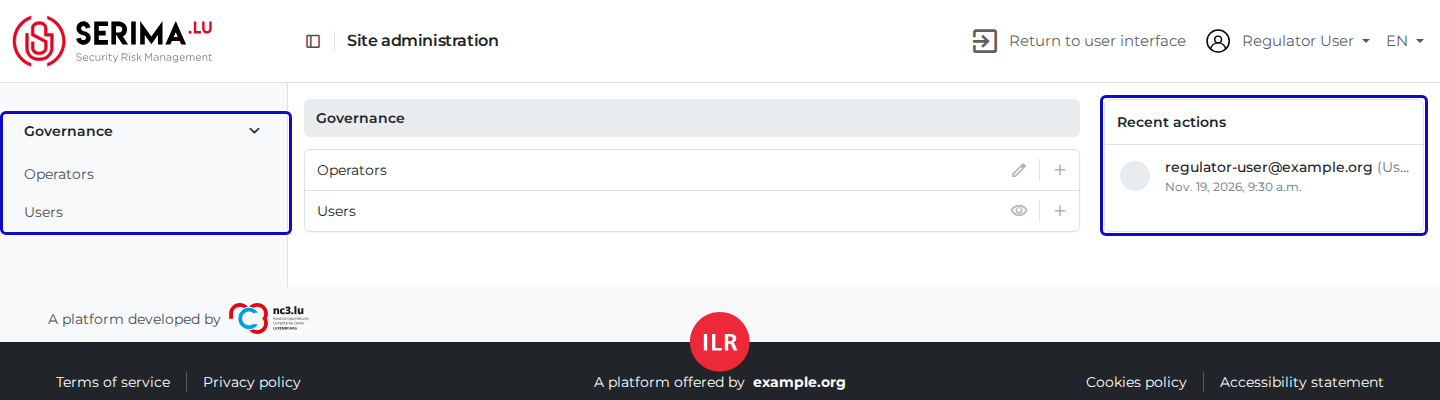 SERIMA.LU
Security Risk Management
Site administration
Return to user interface
Regulator User
EN
Governance
Operators
Users
Governance
Operators
Users
Recent actions
regulator-user@example.org (Us...
Nov. 19, 2026, 9:30 a.m.
A platform developed by
nc3.lu
LUXEMBOURG
ILR
Terms of service
Privacy policy
A platform offered by example.org
Cookies policy
Accessibility statement